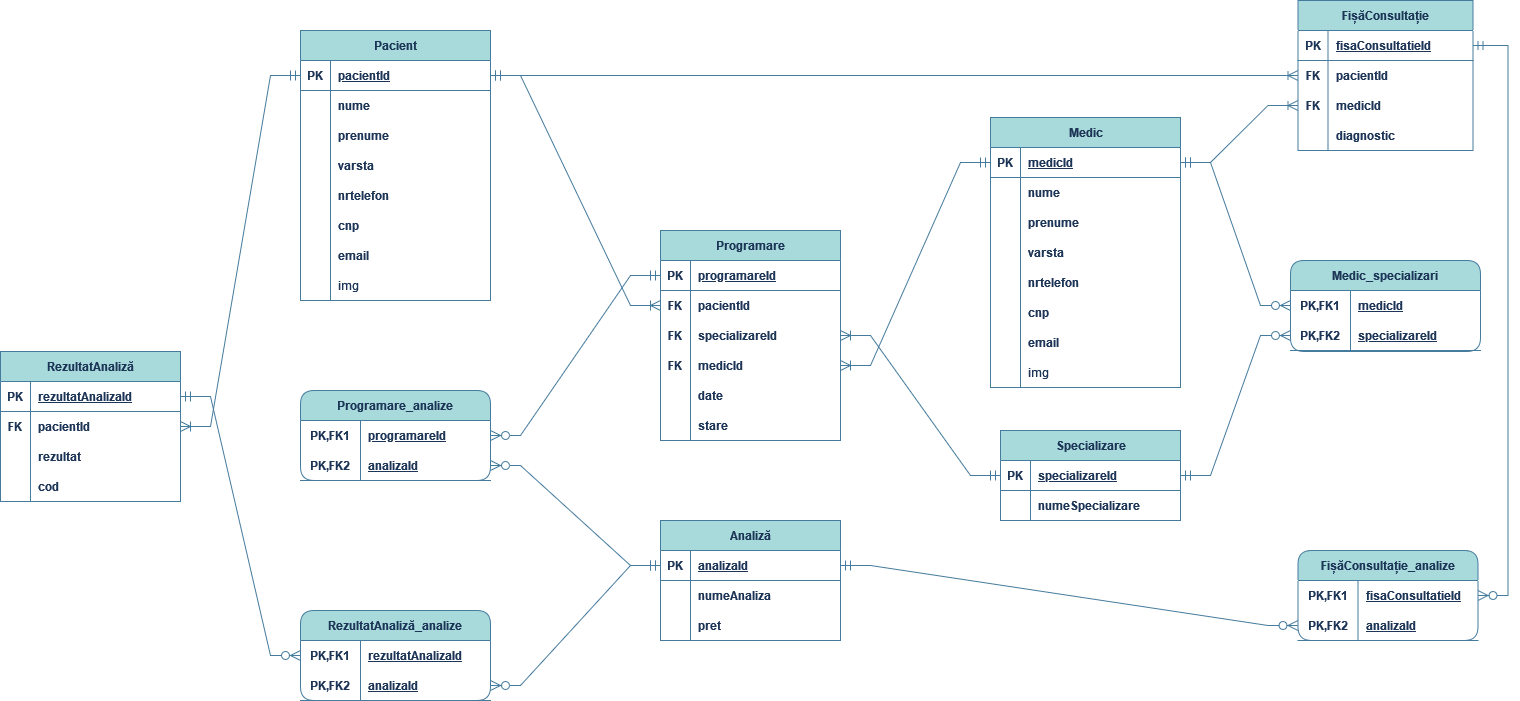 FișăConsultație
PK fisaConsultatieId
FK pacientId
FK medicId
diagnostic
Pacient
PK pacientId
nume
prenume
varsta
nrtelefon
cnp
email
img
Medic
PK medicId
nume
prenume
varsta
nrtelefon
cnp
email
img
Programare
PK programareId
FK pacientId
FK specializareId
FK medicId
date
stare
Medic_specializari
PK,FK1 medicId
PK,FK2 specializareId
RezultatAnaliză
PK rezultatAnalizaId
FK pacientId
rezultat
cod
Programare_analize
PK,FK1 programareId
PK,FK2 analizaId
Specializare
PK specializareId
numeSpecializare
Analiză
PK analizaId
numeAnaliza
pret
FișăConsultație_analize
PK,FK1 fisaConsultatieId
PK,FK2 analizaId
RezultatAnaliză_analize
PK,FK1 rezultatAnalizaId
PK,FK2 analizaId